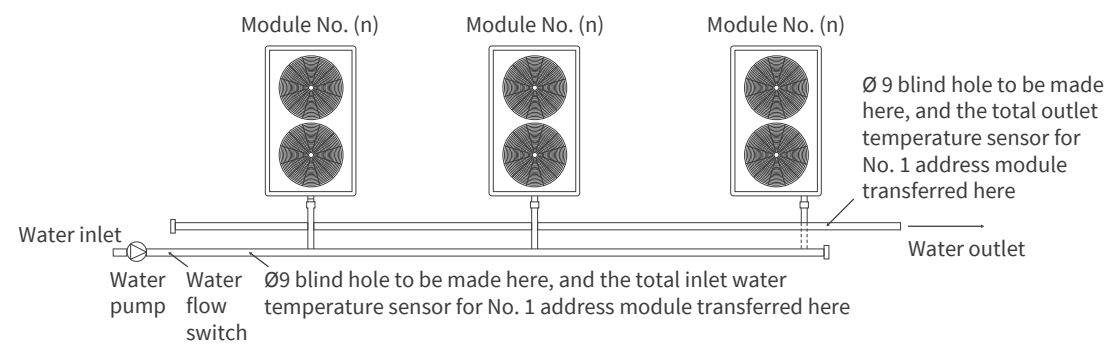 Module No. (n)
Module No. (n)
Module No. (n)
Ø 9 blind hole to be made
here, and the total outlet
temperature sensor for
No. 1 address module
transferred here
Water inlet
Water outlet
Water
pump
Water
flow
switch
Ø9 blind hole to be made here, and the total inlet water
temperature sensor for No. 1 address module transferred here